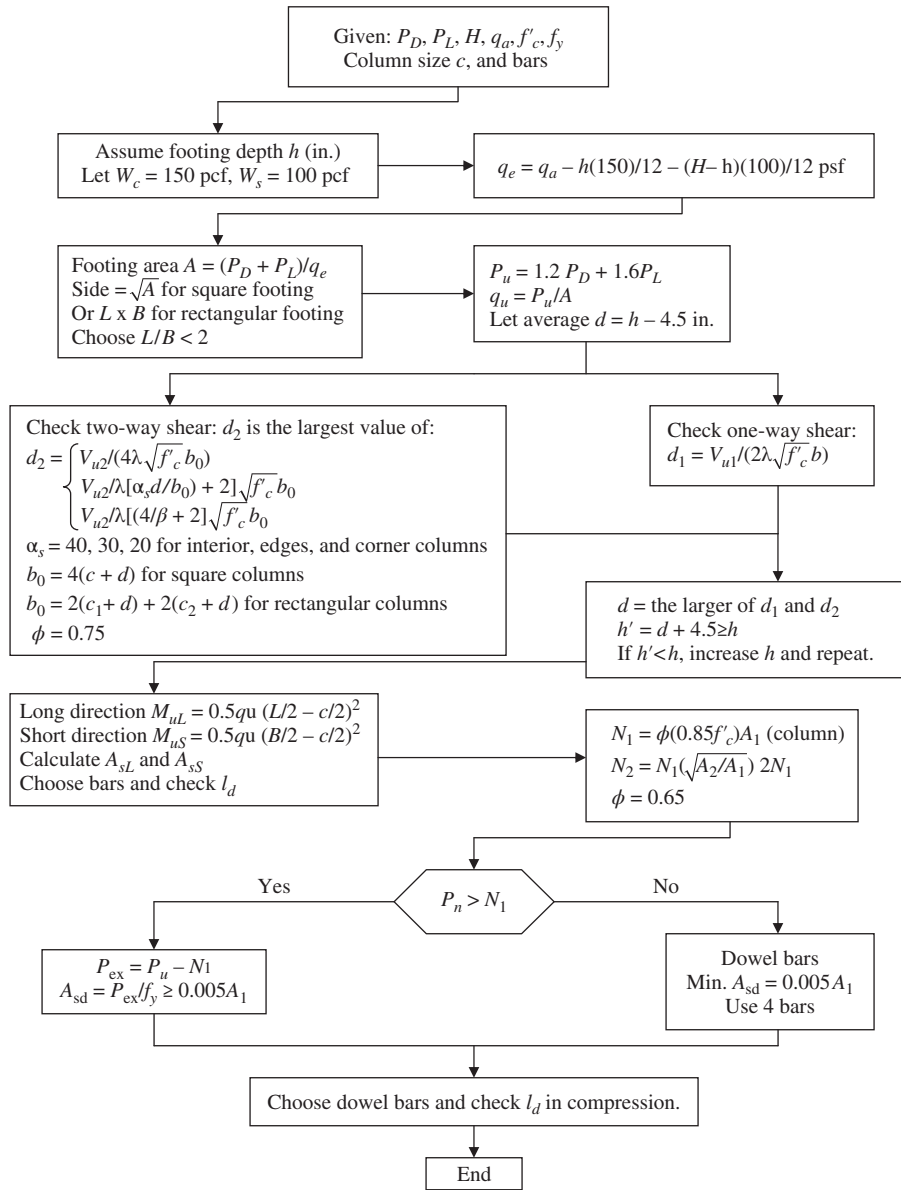 Given: P_D, P_L, H, q_a, f'_c, f_y
Column size c, and bars
Assume footing depth h (in.)
Let W_c = 150 pcf, W_s = 100 pcf
q_e = q_a – h(150)/12 – (H– h)(100)/12 psf
Footing area A = (P_D + P_L)/q_e
Side = √A for square footing
Or L x B for rectangular footing
Choose L/B < 2
P_u = 1.2 P_D + 1.6P_L
q_u = P_u/A
Let average d = h – 4.5 in.
Check two-way shear: d_2 is the largest value of:
d_2 = { V_u2/(4λ√f'_c b_0)
V_u2/λ[α_s d/b_0) + 2]√f'_c b_0
V_u2/λ[(4/β + 2]√f'_c b_0
α_s = 40, 30, 20 for interior, edges, and corner columns
b_0 = 4(c + d) for square columns
b_0 = 2(c_1+ d) + 2(c_2 + d) for rectangular columns
ϕ = 0.75
Check one-way shear:
d_1 = V_u1/(2λ√f'_c b)
d = the larger of d_1 and d_2
h' = d + 4.5≥h
If h'<h, increase h and repeat.
Long direction M_uL = 0.5qu (L/2 – c/2)^2
Short direction M_uS = 0.5qu (B/2 – c/2)^2
Calculate A_sL and A_sS
Choose bars and check l_d
N_1 = ϕ(0.85f'_c)A_1 (column)
N_2 = N_1(√A_2/A_1) 2N_1
ϕ = 0.65
P_n > N_1
Yes
No
P_ex = P_u – N1
A_sd = P_ex/f_y ≥ 0.005A_1
Dowel bars
Min. A_sd = 0.005A_1
Use 4 bars
Choose dowel bars and check l_d in compression.
End